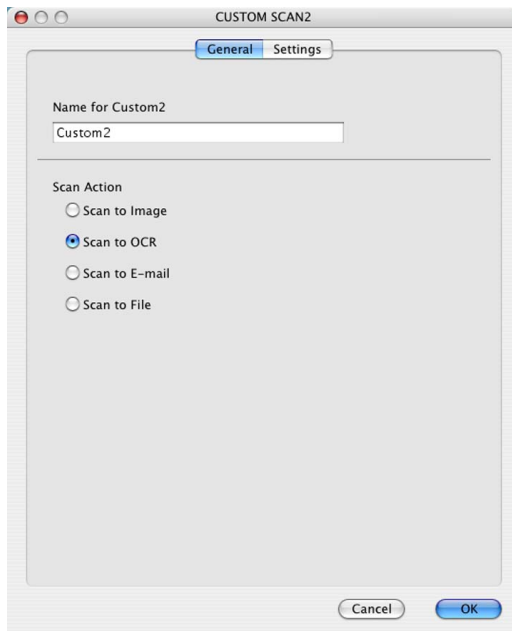 CUSTOM SCAN2
General Settings
Name for Custom2
Custom2
Scan Action
Scan to Image
Scan to OCR
Scan to E-mail
Scan to File
Cancel OK